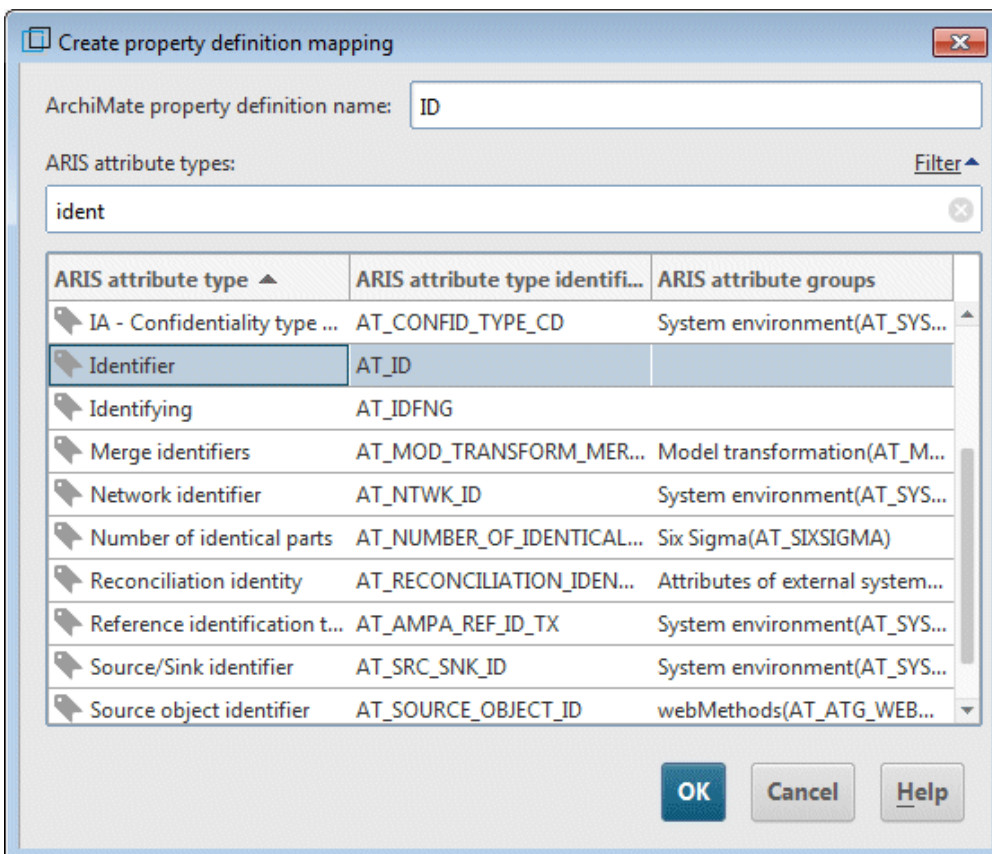 Create property definition mapping
ArchiMate property definition name: ID
ARIS attribute types: Filter
ident
ARIS attribute type ARIS attribute type identifi... ARIS attribute groups
IA - Confidentiality type ... AT_CONFID_TYPE_CD System environment(AT_SYS...
Identifier AT_ID
Identifying AT_IDFNG
Merge identifiers AT_MOD_TRANSFORM_MER... Model transformation(AT_M...
Network identifier AT_NTWK_ID System environment(AT_SYS...
Number of identical parts AT_NUMBER_OF_IDENTICAL... Six Sigma(AT_SIXSIGMA)
Reconciliation identity AT_RECONCILIATION_IDEN... Attributes of external system...
Reference identification t... AT_AMPA_REF_ID_TX System environment(AT_SYS...
Source/Sink identifier AT_SRC_SNK_ID System environment(AT_SYS...
Source object identifier AT_SOURCE_OBJECT_ID webMethods(AT_ATG_WEB...
OK Cancel Help